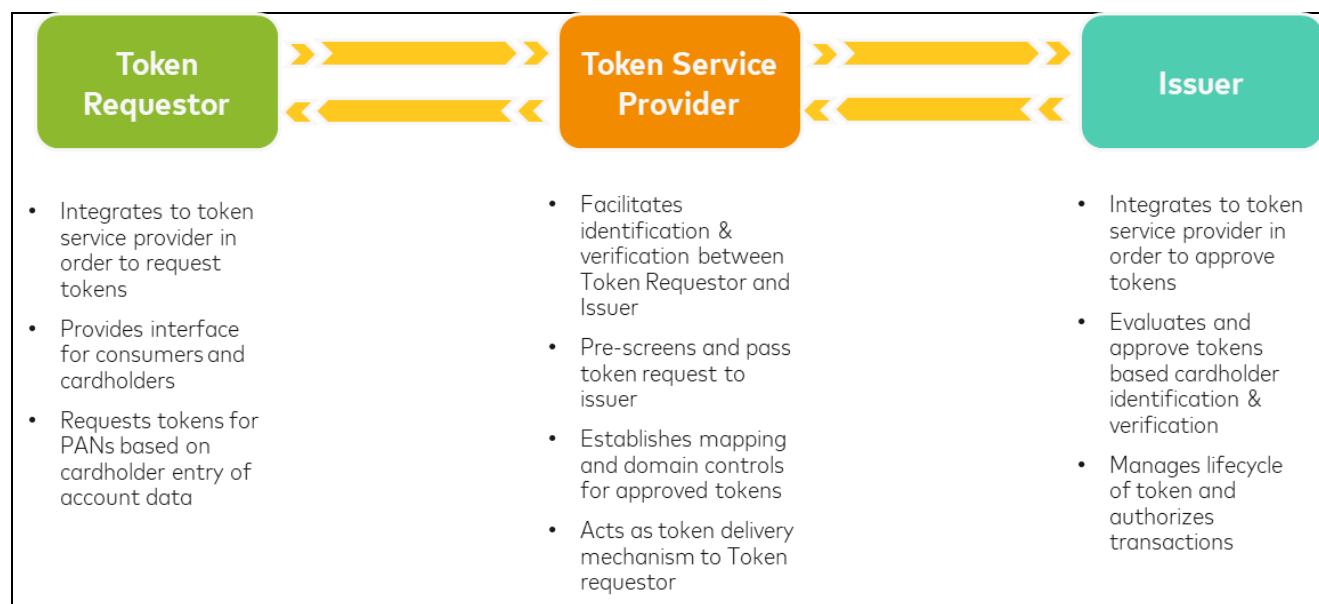 Token
Requestor
Token Service
Provider
Issuer
• Integrates to token
service provider in
order to request
tokens
• Provides interface
for consumers and
cardholders
• Requests tokens for
PANs based on
cardholder entry of
account data
• Facilitates
identification &
verification between
Token Requestor and
Issuer
• Pre-screens and pass
token request to
issuer
• Establishes mapping
and domain controls
for approved tokens
• Acts as token delivery
mechanism to Token
requestor
• Integrates to token
service provider in
order to approve
tokens
• Evaluates and
approve tokens
based cardholder
identification &
verification
• Manages lifecycle
of token and
authorizes
transactions